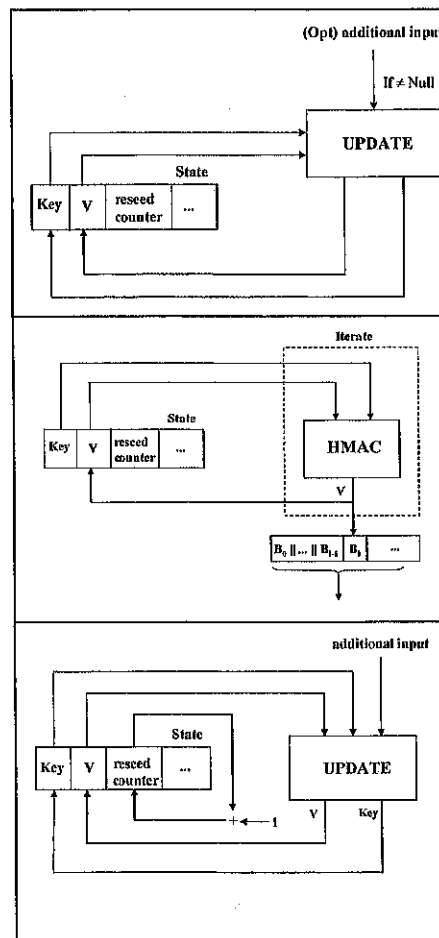 (Opt) additional input
If ≠ Null
UPDATE
State
Key V reseed counter ...
Iterate
State
Key V reseed counter ...
HMAC
V
B0 || ... || Bi-1 Bi ...
additional input
State
Key V reseed counter ...
UPDATE
V Key
+ 1